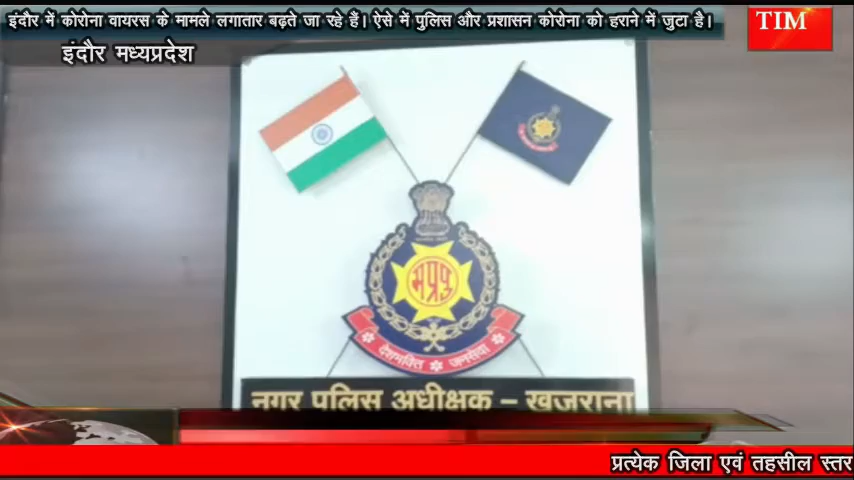 इंदौर में कोरोना वायरस के मामले लगातार बढ़ते जा रहे हैं। ऐसे में पुलिस और प्रशासन कोरोना को हराने में जुटा है।
TIM
इंदौर मध्यप्रदेश
मप्रपु
देशभक्ति जनसेवा
नगर पुलिस अधीक्षक – खजराना
प्रत्येक जिला एवं तहसील स्तर